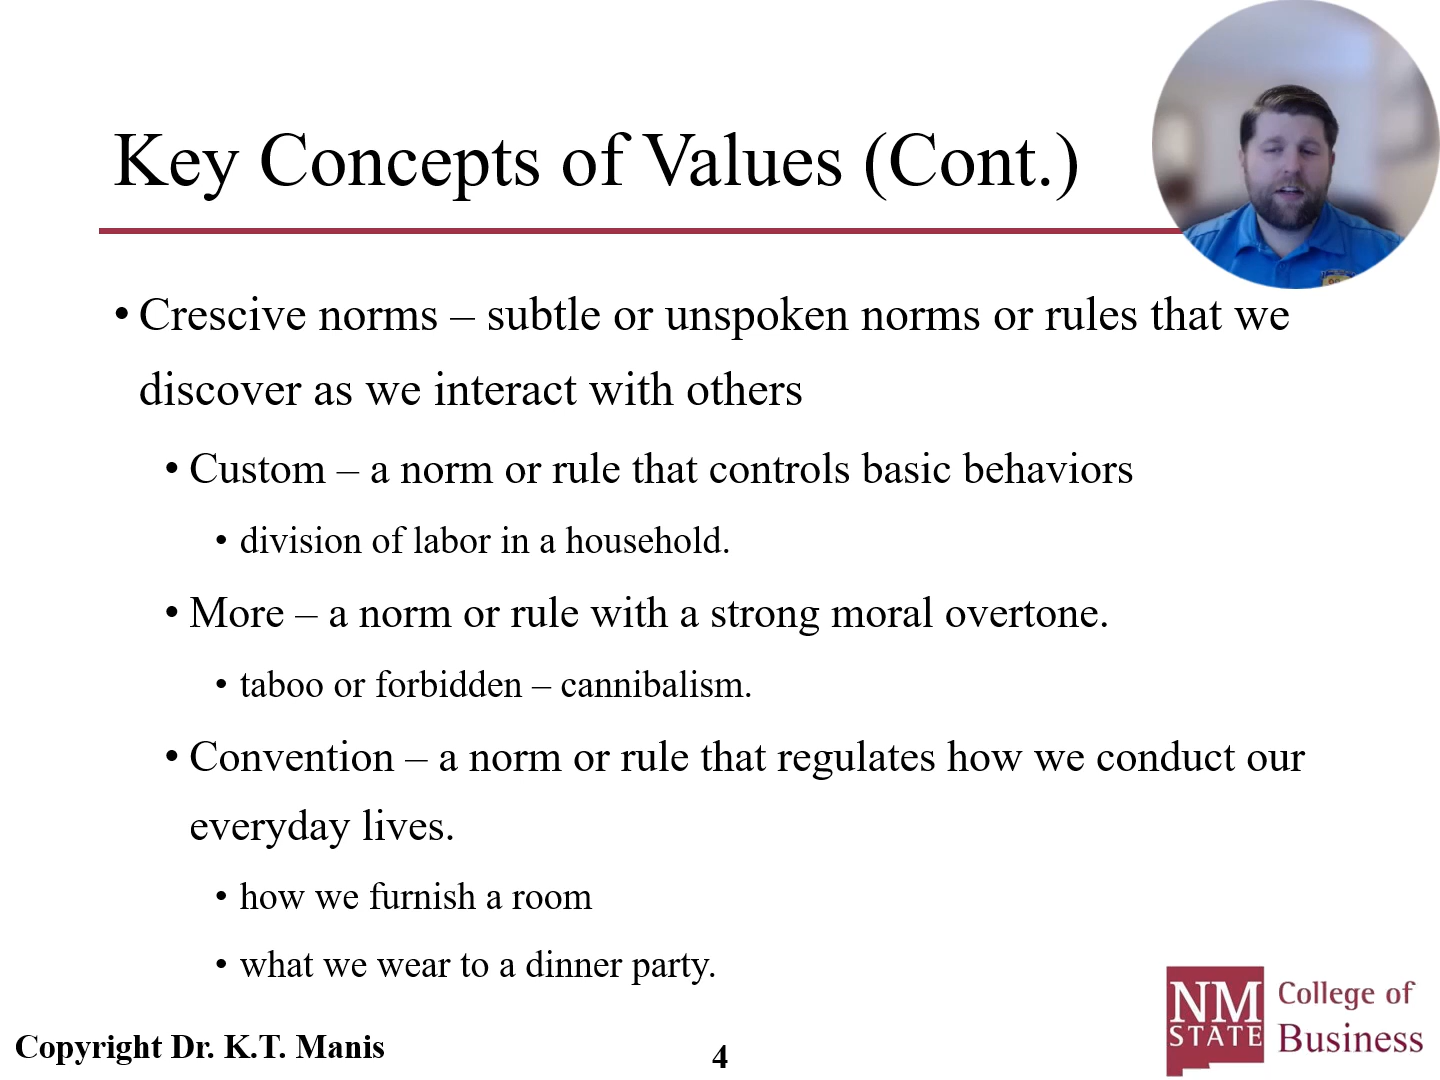 Key Concepts of Values (Cont.)
• Crescive norms – subtle or unspoken norms or rules that we
discover as we interact with others
• Custom – a norm or rule that controls basic behaviors
• division of labor in a household.
• More – a norm or rule with a strong moral overtone.
• taboo or forbidden – cannibalism.
• Convention – a norm or rule that regulates how we conduct our
everyday lives.
• how we furnish a room
• what we wear to a dinner party.
Copyright Dr. K.T. Manis
4
NM
STATE
College of
Business